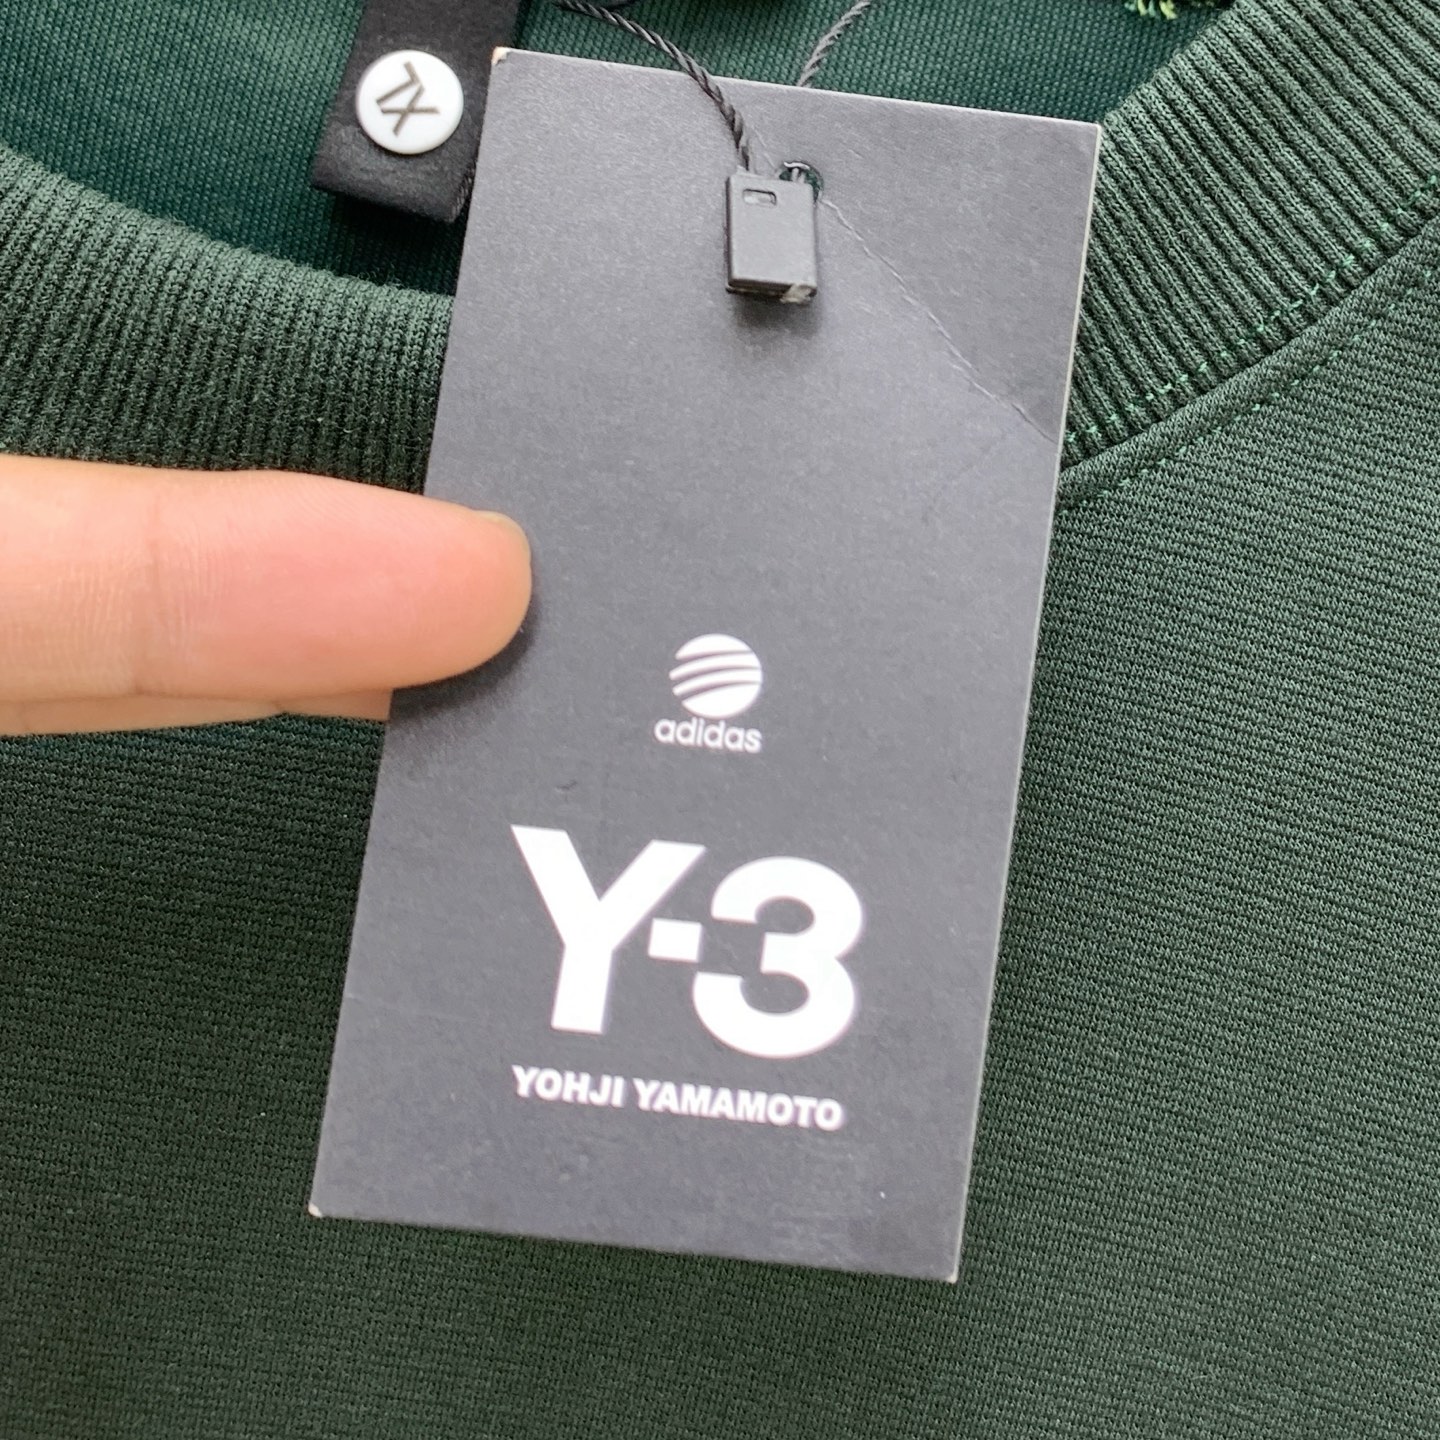 XL
adidas
Y-3
YOHJI YAMAMOTO